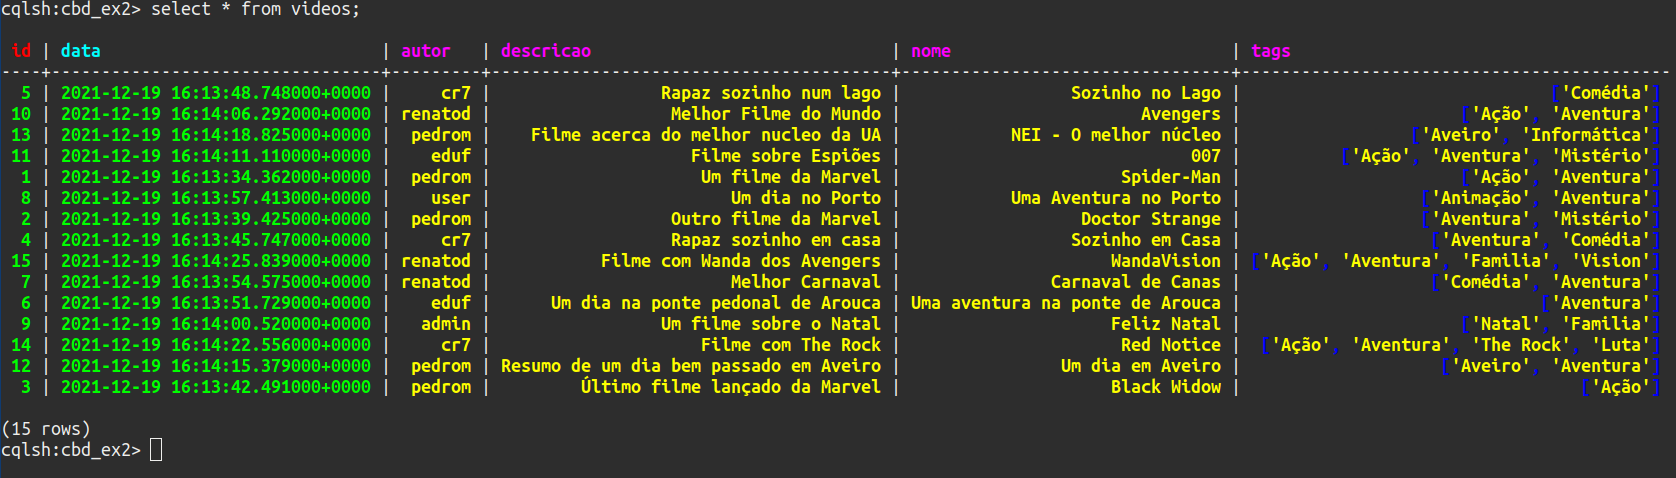 cqlsh:cbd_ex2> select * from videos;
id | data | autor | descricao | nome | tags
----+---------------------------------+---------+-----------------------------------------+---------------------------------+-------------------------------------------
5 | 2021-12-19 16:13:48.748000+0000 | cr7 | Rapaz sozinho num lago | Sozinho no Lago | ['Comédia']
10 | 2021-12-19 16:14:06.292000+0000 | renatod | Melhor Filme do Mundo | Avengers | ['Ação', 'Aventura']
13 | 2021-12-19 16:14:18.825000+0000 | pedrom | Filme acerca do melhor nucleo da UA | NEI - O melhor núcleo | ['Aveiro', 'Informática']
11 | 2021-12-19 16:14:11.110000+0000 | eduf | Filme sobre Espiões | 007 | ['Ação', 'Aventura', 'Mistério']
1 | 2021-12-19 16:13:34.362000+0000 | pedrom | Um filme da Marvel | Spider-Man | ['Ação', 'Aventura']
8 | 2021-12-19 16:13:57.413000+0000 | user | Um dia no Porto | Uma Aventura no Porto | ['Animação', 'Aventura']
2 | 2021-12-19 16:13:39.425000+0000 | pedrom | Outro filme da Marvel | Doctor Strange | ['Aventura', 'Mistério']
4 | 2021-12-19 16:13:45.747000+0000 | cr7 | Rapaz sozinho em casa | Sozinho em Casa | ['Aventura', 'Comédia']
15 | 2021-12-19 16:14:25.839000+0000 | renatod | Filme com Wanda dos Avengers | WandaVision | ['Ação', 'Aventura', 'Familia', 'Vision']
7 | 2021-12-19 16:13:54.575000+0000 | renatod | Melhor Carnaval | Carnaval de Canas | ['Comédia', 'Aventura']
6 | 2021-12-19 16:13:51.729000+0000 | eduf | Um dia na ponte pedonal de Arouca | Uma aventura na ponte de Arouca | ['Aventura']
9 | 2021-12-19 16:14:00.520000+0000 | admin | Um filme sobre o Natal | Feliz Natal | ['Natal', 'Familia']
14 | 2021-12-19 16:14:22.556000+0000 | cr7 | Filme com The Rock | Red Notice | ['Ação', 'Aventura', 'The Rock', 'Luta']
12 | 2021-12-19 16:14:15.379000+0000 | pedrom | Resumo de um dia bem passado em Aveiro | Um dia em Aveiro | ['Aveiro', 'Aventura']
3 | 2021-12-19 16:13:42.491000+0000 | pedrom | Último filme lançado da Marvel | Black Widow | ['Ação']
(15 rows)
cqlsh:cbd_ex2>